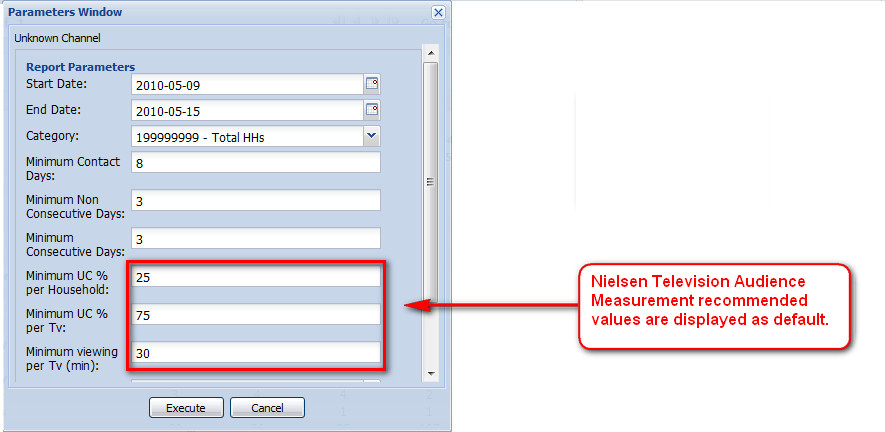 Parameters Window
Unknown Channel
Report Parameters
Start Date: 2010-05-09
End Date: 2010-05-15
Category: 199999999 - Total HHs
Minimum Contact
Days: 8
Minimum Non
Consecutive Days: 3
Minimum
Consecutive Days: 3
Minimum UC %
per Household: 25
Minimum UC %
per Tv: 75
Minimum viewing
per Tv (min): 30
Execute Cancel
Nielsen Television Audience
Measurement recommended
values are displayed as default.